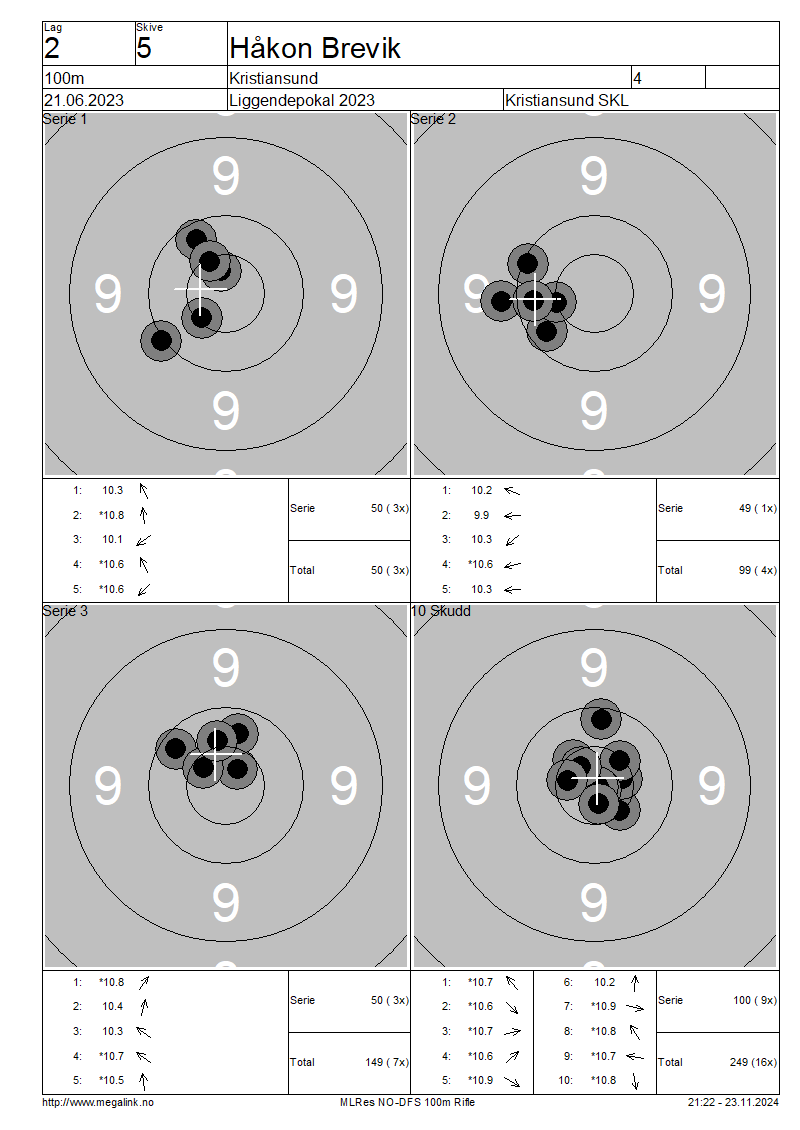 Lag Skive
2 5 Håkon Brevik
100m Kristiansund 4
21.06.2023 Liggendepokal 2023 Kristiansund SKL
Serie 1 Serie 2
9 9
9 9 9 9
9 9
1: 10.3 1: 10.2
2: *10.8 Serie 50 ( 3x) 2: 9.9 Serie 49 ( 1x)
3: 10.1 3: 10.3
4: *10.6 Total 50 ( 3x) 4: *10.6 Total 99 ( 4x)
5: *10.6 5: 10.3
Serie 3 10 Skudd
9 9
9 9 9 9
9 9
1: *10.8 1: *10.7 6: 10.2
2: 10.4 Serie 50 ( 3x) 2: *10.6 7: *10.9 Serie 100 ( 9x)
3: 10.3 3: *10.7 8: *10.8
4: *10.7 Total 149 ( 7x) 4: *10.6 9: *10.7 Total 249 (16x)
5: *10.5 5: *10.9 10: *10.8
http://www.megalink.no MLRes NO-DFS 100m Rifle 21:22 - 23.11.2024